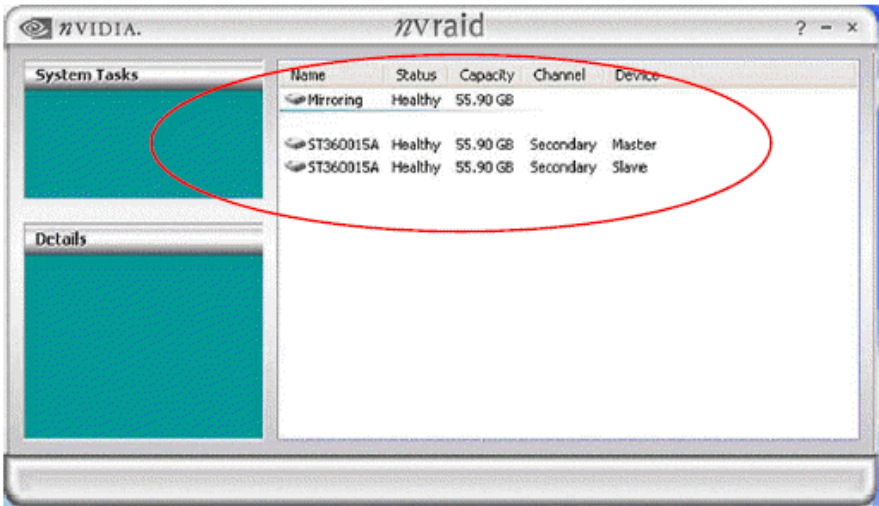 nVIDIA. nvraid ? - ×
System Tasks
Name Status Capacity Channel Device
Mirroring Healthy 55.90 GB
ST360015A Healthy 55.90 GB Secondary Master
ST360015A Healthy 55.90 GB Secondary Slave
Details